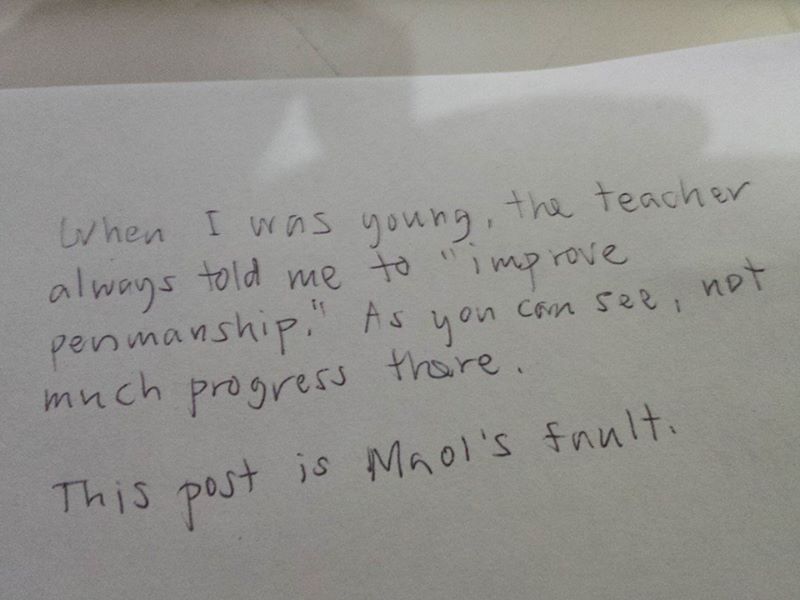 When I was young, the teacher
always told me to "improve
penmanship." As you can see, not
much progress there.
This post is Maol's fault.